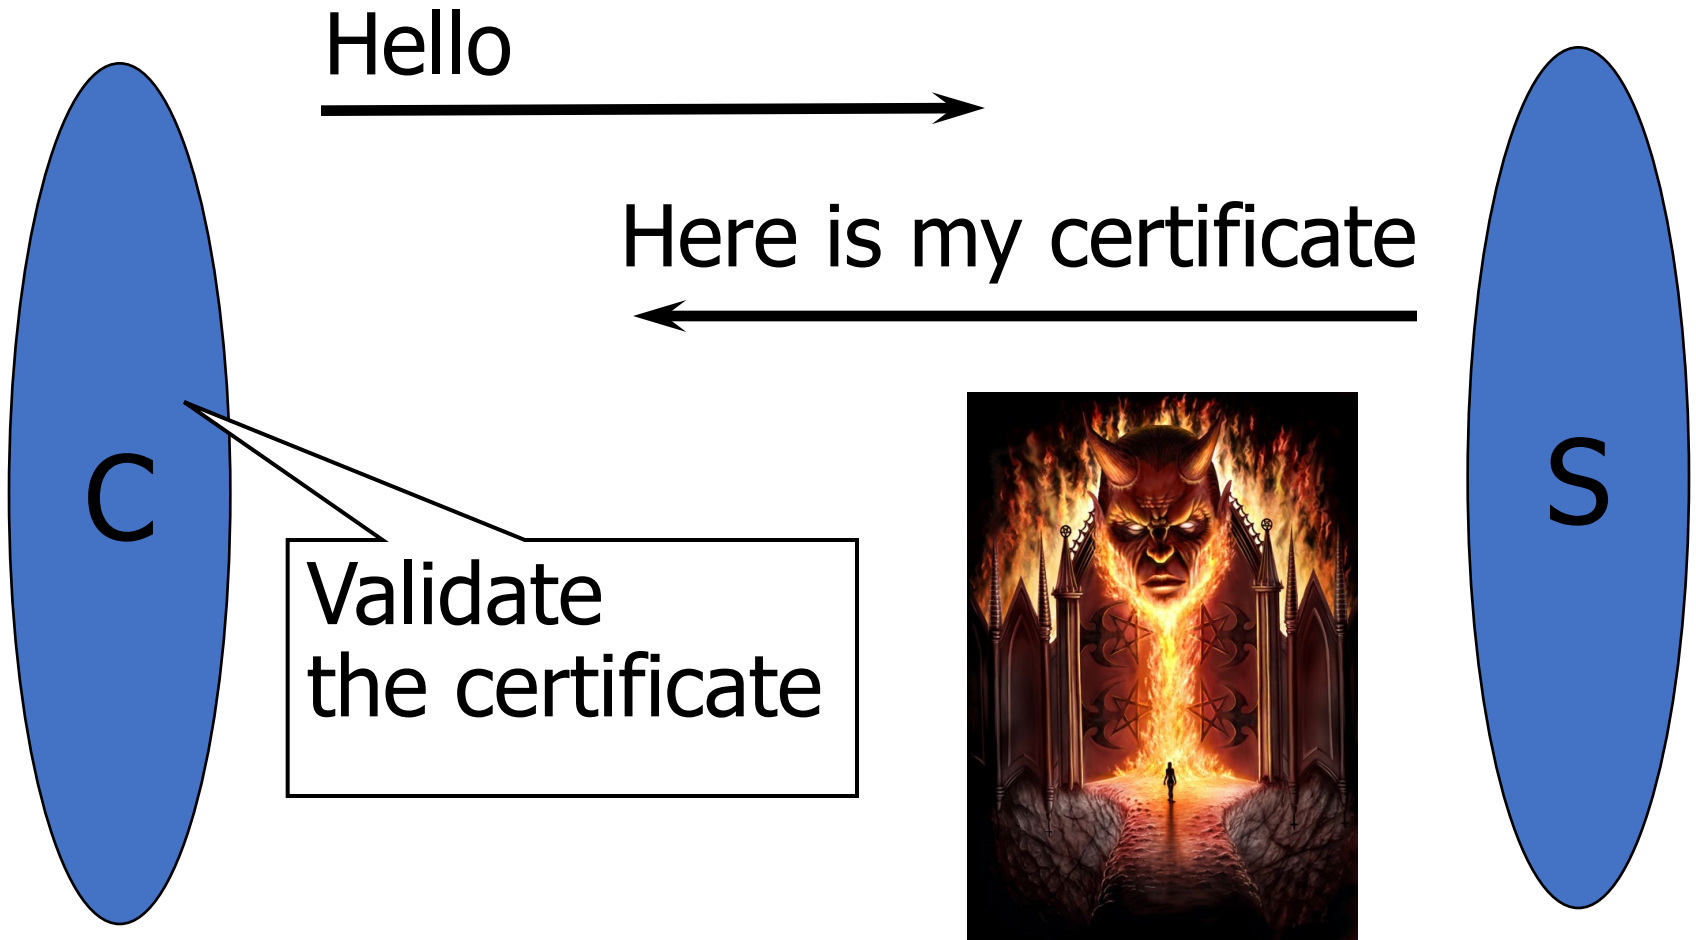 Hello
Here is my certificate
C
S
Validate
the certificate